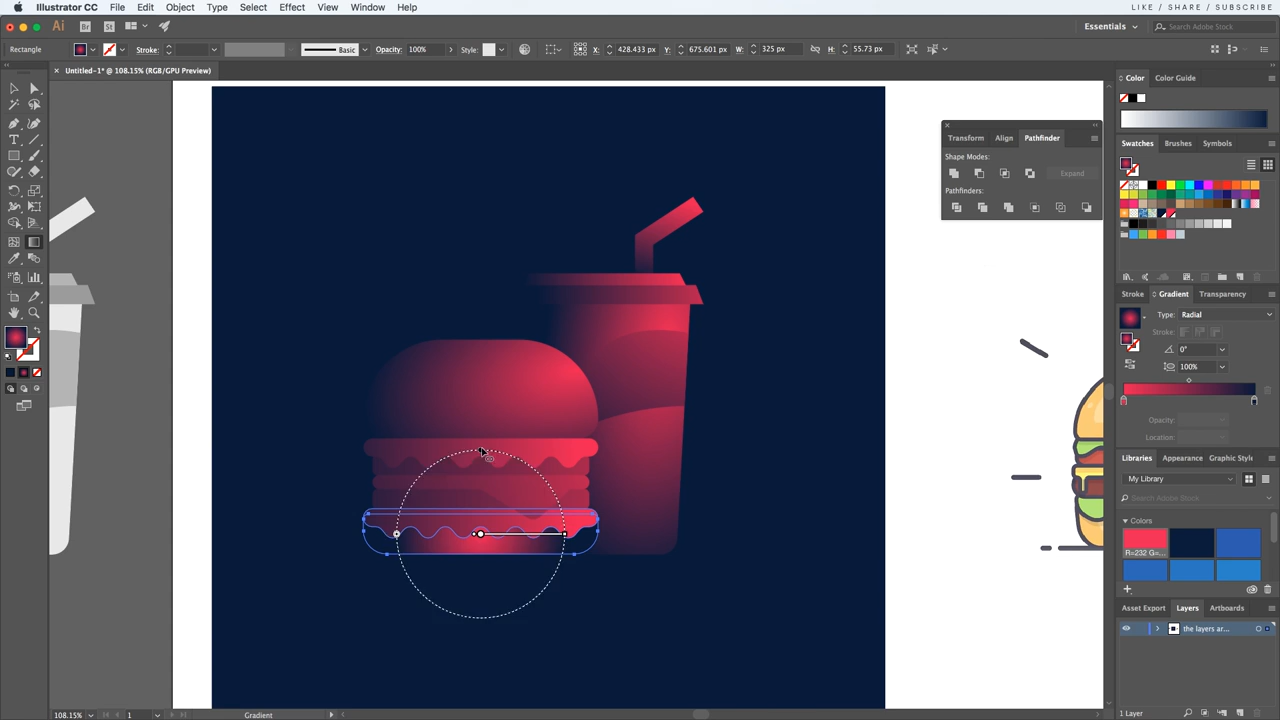 Illustrator CC File Edit Object Type Select Effect View Window Help
LIKE / SHARE / SUBSCRIBE
Ai Br St Essentials Search Adobe Stock
Rectangle Stroke: Basic Opacity: 100% Style: X: 428.433 px Y: 675.601 px W: 325 px H: 55.73 px
Untitled-1* @ 108.15% (RGB/GPU Preview)
Color Color Guide
Transform Align Pathfinder
Shape Modes:
Expand
Pathfinders:
Swatches Brushes Symbols
Stroke Gradient Transparency
Type: Radial
Stroke:
0°
100%
Opacity:
Location:
Libraries Appearance Graphic Style
My Library
Search Adobe Stock
Colors
R=232 G=...
Asset Export Layers Artboards
the layers ar...
1 Layer
108.15% 1 Gradient